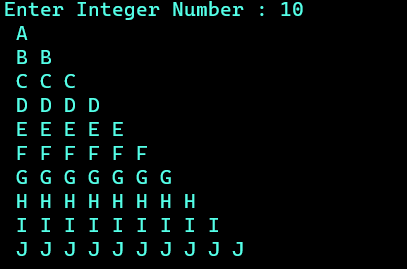 Enter Integer Number : 10
A
B B
C C C
D D D D
E E E E E
F F F F F F
G G G G G G G
H H H H H H H H
I I I I I I I I I
J J J J J J J J J J